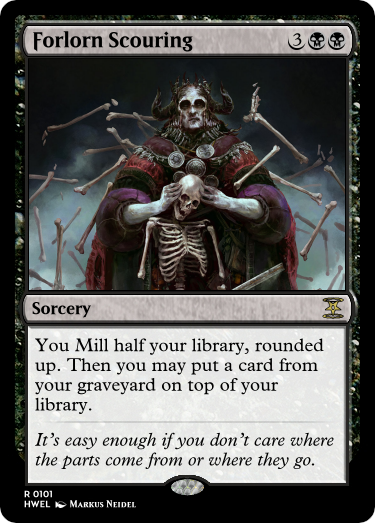 Forlorn Scouring 3
Sorcery
You Mill half your library, rounded
up. Then you may put a card from
your graveyard on top of your
library.
It's easy enough if you don't care where
the parts come from or where they go.
R 0101
HWEL Markus Neidel